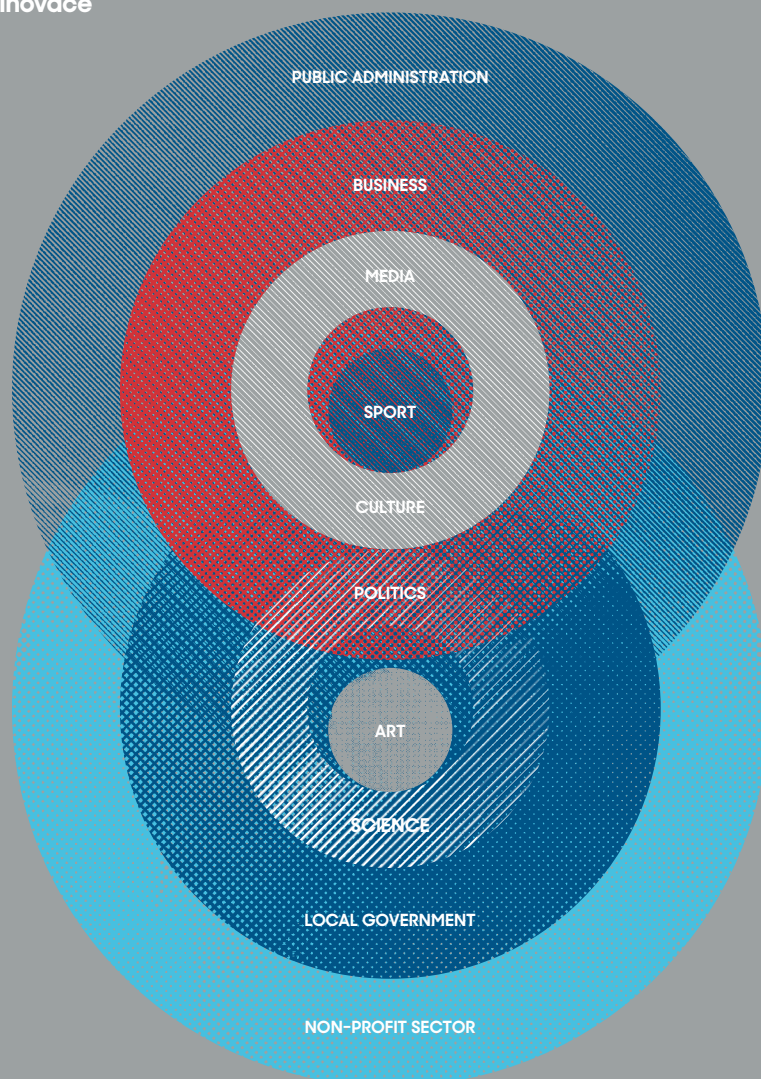 inovace
PUBLIC ADMINISTRATION
BUSINESS
MEDIA
SPORT
CULTURE
POLITICS
ART
SCIENCE
LOCAL GOVERNMENT
NON-PROFIT SECTOR